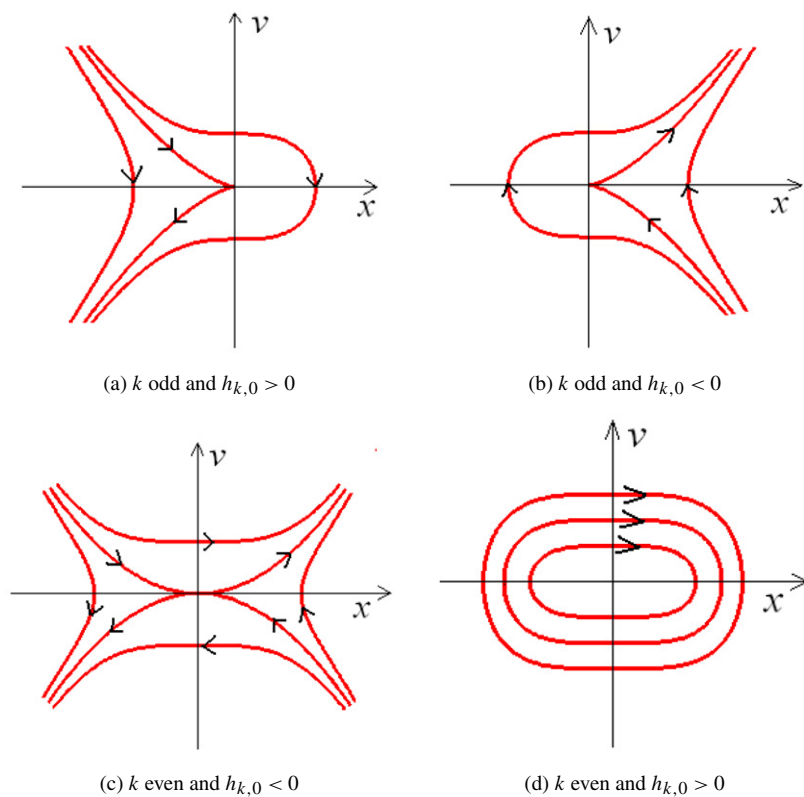 v
x
(a) k odd and h_{k,0} > 0
v
x
(b) k odd and h_{k,0} < 0
v
x
(c) k even and h_{k,0} < 0
v
x
(d) k even and h_{k,0} > 0